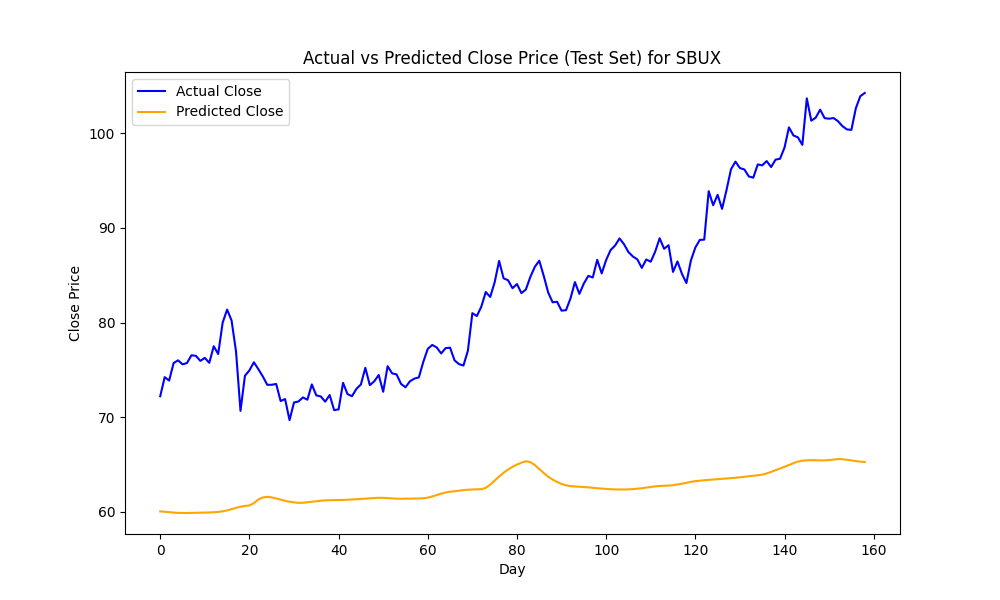 Actual vs Predicted Close Price (Test Set) for SBUX
Actual Close
Predicted Close
100
90
80
70
60
Close Price
0 20 40 60 80 100 120 140 160
Day